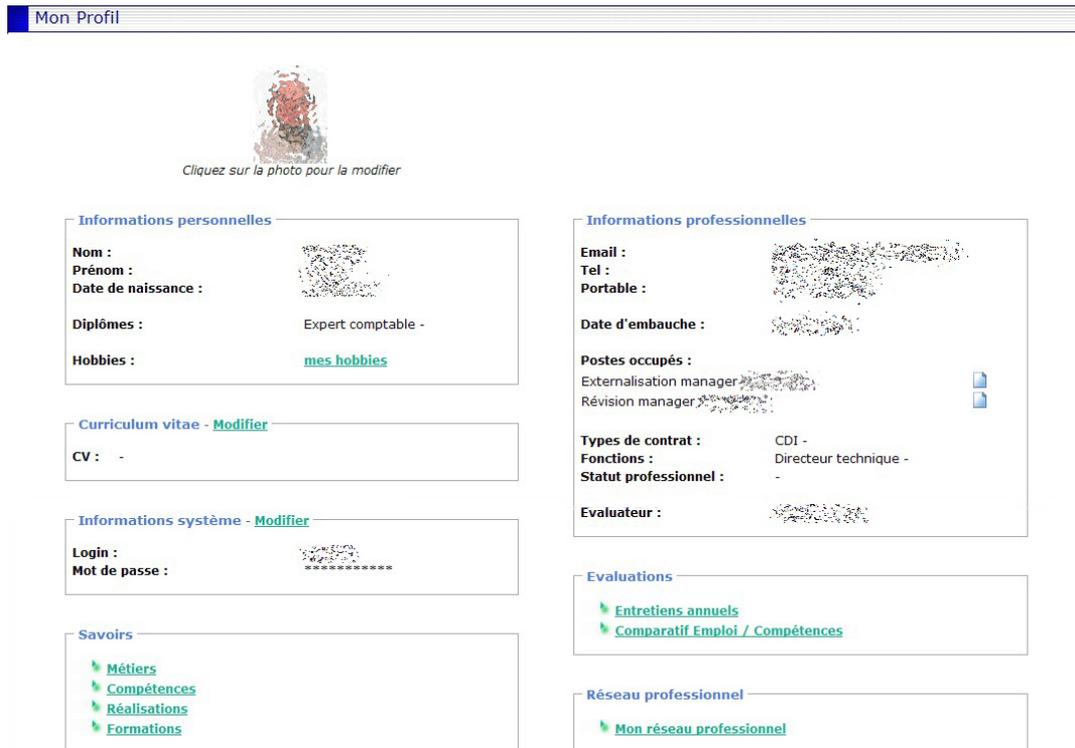 Mon Profil
Cliquez sur la photo pour la modifier
Informations personnelles
Nom :
Prénom :
Date de naissance :
Diplômes : Expert comptable -
Hobbies : mes hobbies
Curriculum vitae - Modifier
CV : -
Informations système - Modifier
Login :
Mot de passe : ***********
Savoirs
Métiers
Compétences
Réalisations
Formations
Informations professionnelles
Email :
Tel :
Portable :
Date d'embauche :
Postes occupés :
Externalisation manager
Révision manager
Types de contrat : CDI -
Fonctions : Directeur technique -
Statut professionnel : -
Evaluateur :
Evaluations
Entretiens annuels
Comparatif Emploi / Compétences
Réseau professionnel
Mon réseau professionnel